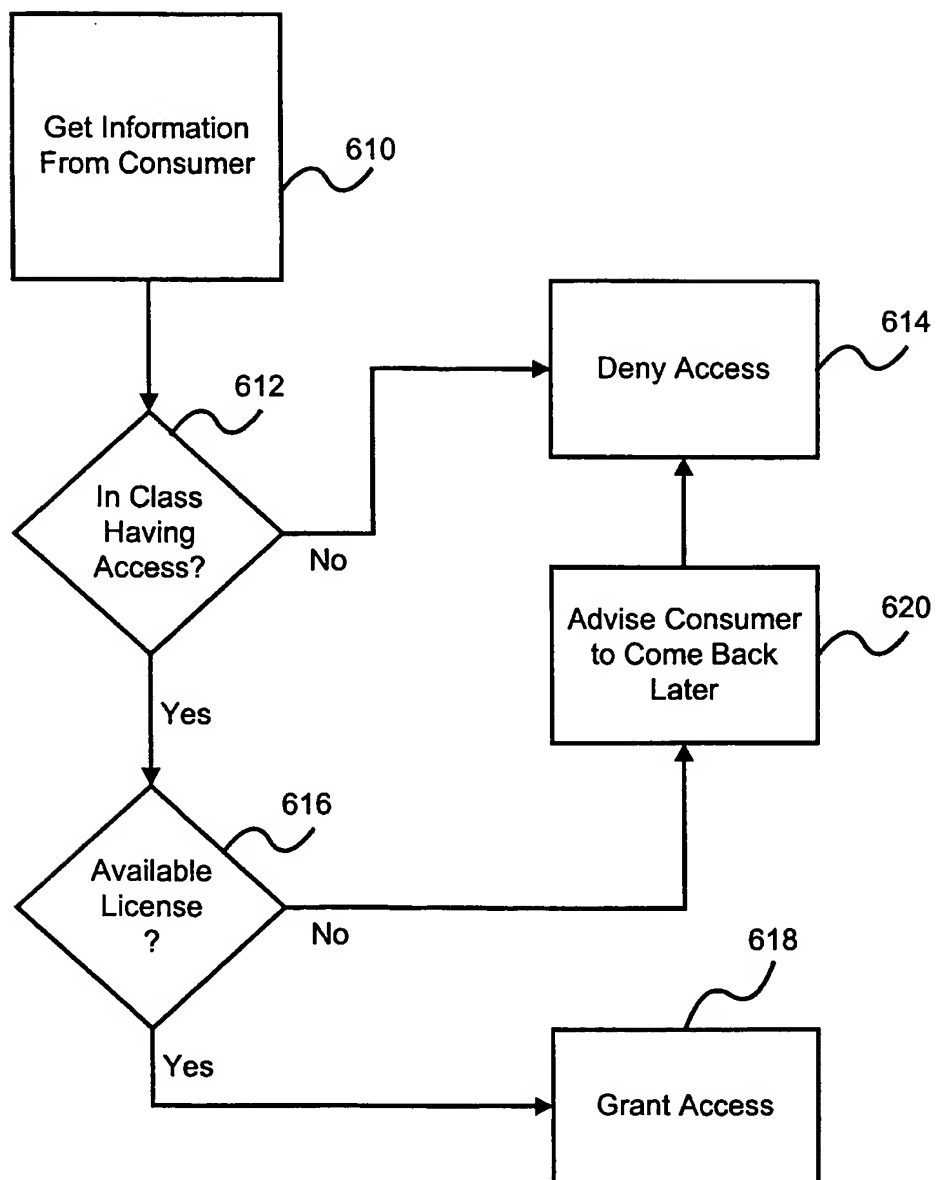 Get Information
From Consumer
610
612
In Class
Having
Access?
No
Yes
614
Deny Access
620
Advise Consumer
to Come Back
Later
616
Available
License
?
No
Yes
618
Grant Access